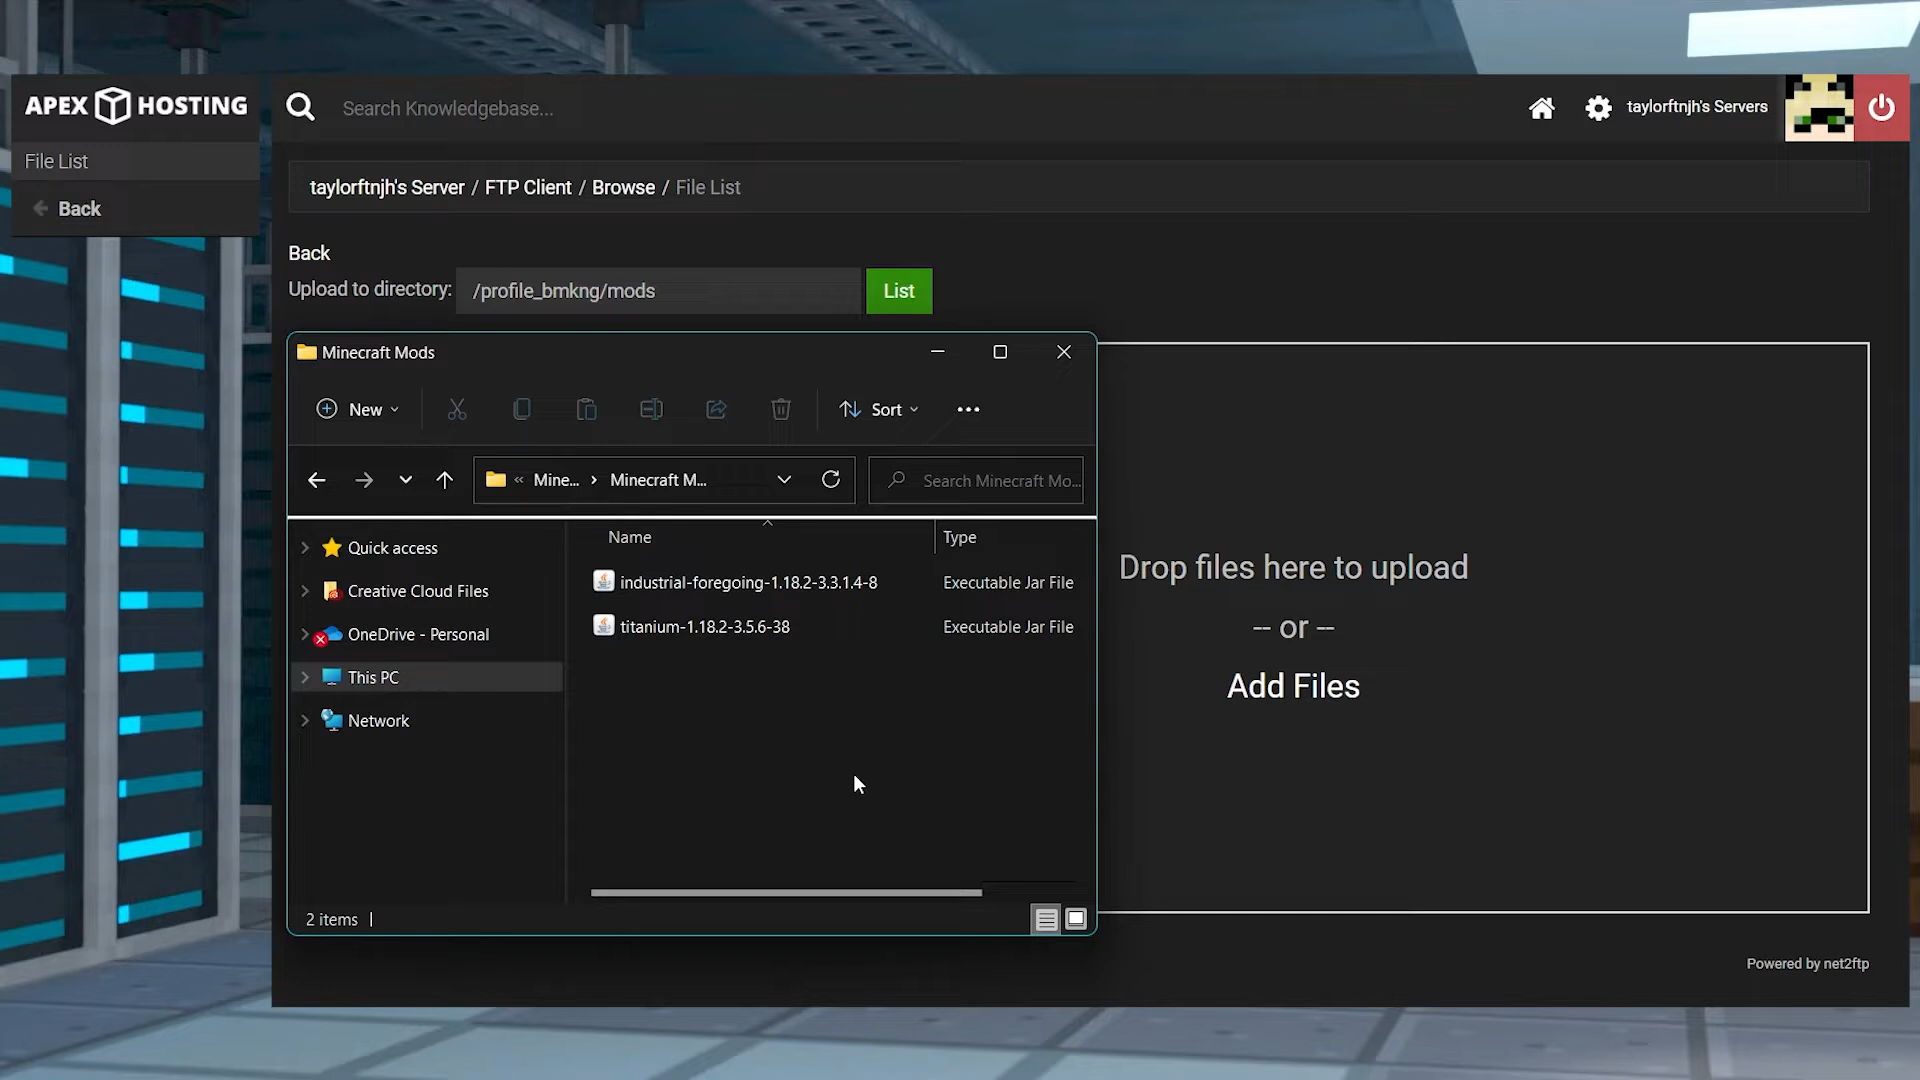 APEX HOSTING
Search Knowledgebase...
taylorftnjh's Servers
File List
Back
taylorftnjh's Server / FTP Client / Browse / File List
Back
Upload to directory: /profile_bmkng/mods List
Minecraft Mods
New
Sort
« Mine... › Minecraft M...
Search Minecraft Mo...
Name Type
Quick access
Creative Cloud Files
OneDrive - Personal
This PC
Network
industrial-foregoing-1.18.2-3.3.1.4-8 Executable Jar File
titanium-1.18.2-3.5.6-38 Executable Jar File
2 items
Drop files here to upload
-- or --
Add Files
Powered by net2ftp